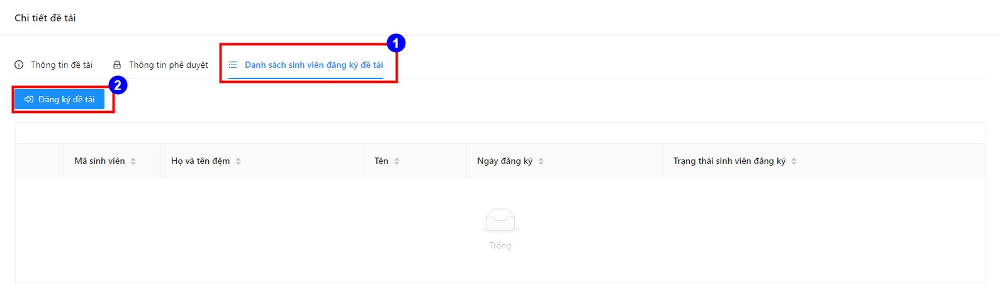 Chi tiết đề tài
1
Thông tin đề tài Thông tin phê duyệt Danh sách sinh viên đăng ký đề tài
2
Đăng ký đề tài
Mã sinh viên Họ và tên đệm Tên Ngày đăng ký Trạng thái sinh viên đăng ký
Trống